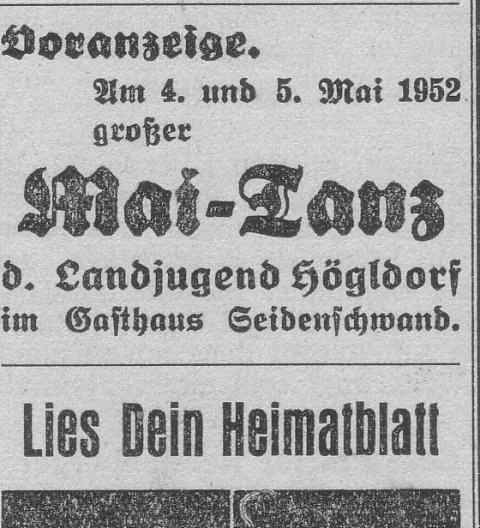 Voranzeige.
Am 4. und 5. Mai 1952
großer
Mai-Tanz
d. Landjugend Högldorf
im Gasthaus Seidenschwand.
Lies Dein Heimatblatt